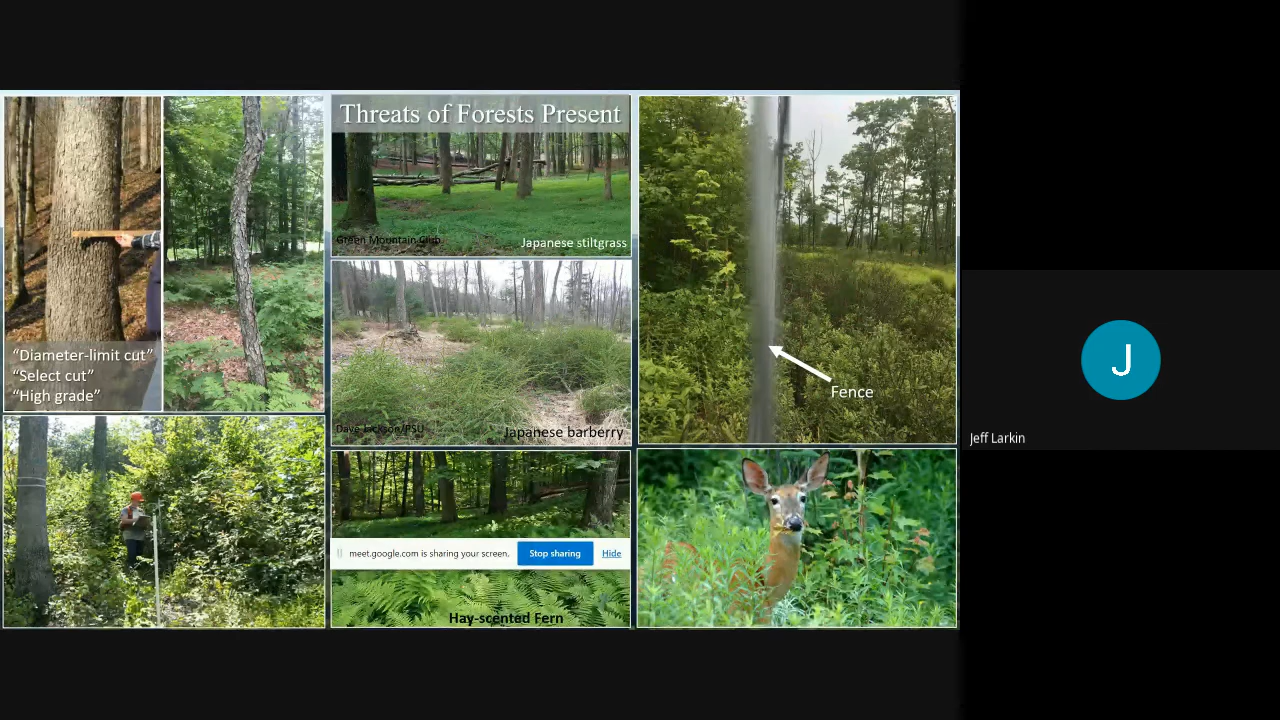 Threats of Forests Present
Green Mountain Club
Japanese stiltgrass
"Diameter-limit cut"
"Select cut"
"High grade"
Fence
Dave Jackson/PSU
Japanese barberry
meet.google.com is sharing your screen.
Stop sharing
Hide
Hay-scented Fern
J
Jeff Larkin